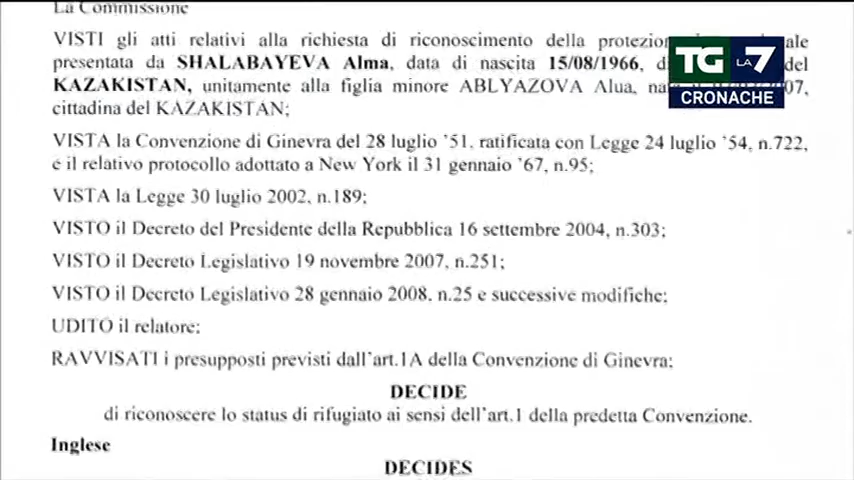 La Commissione
VISTI gli atti relativi alla richiesta di riconoscimento della
presentata da SHALABAYEVA Alma, data di nascita 15/08/1966, del
KAZAKISTAN, unitamente alla figlia minore ABLYAZOVA Alua,
cittadina del KAZAKISTAN;
VISTA la Convenzione di Ginevra del 28 luglio '51, ratificata con Legge 24 luglio '54, n.722,
e il relativo protocollo adottato a New York il 31 gennaio '67, n.95;
VISTA la Legge 30 luglio 2002, n.189;
VISTO il Decreto del Presidente della Repubblica 16 settembre 2004, n.303;
VISTO il Decreto Legislativo 19 novembre 2007, n.251;
VISTO il Decreto Legislativo 28 gennaio 2008, n.25 e successive modifiche;
UDITO il relatore;
RAVVISATI i presupposti previsti dall'art.1A della Convenzione di Ginevra;
DECIDE
di riconoscere lo status di rifugiato ai sensi dell'art.1 della predetta Convenzione.
Inglese
DECIDES
TG LA 7
CRONACHE